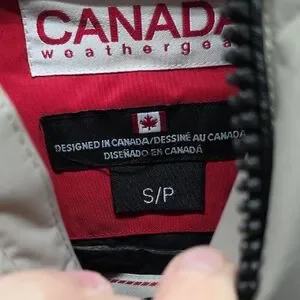 CANADA
weathergear
DESIGNED IN CANADA/DESSINÉ AU CANADA
DISEÑADO EN CANADÁ
S/P